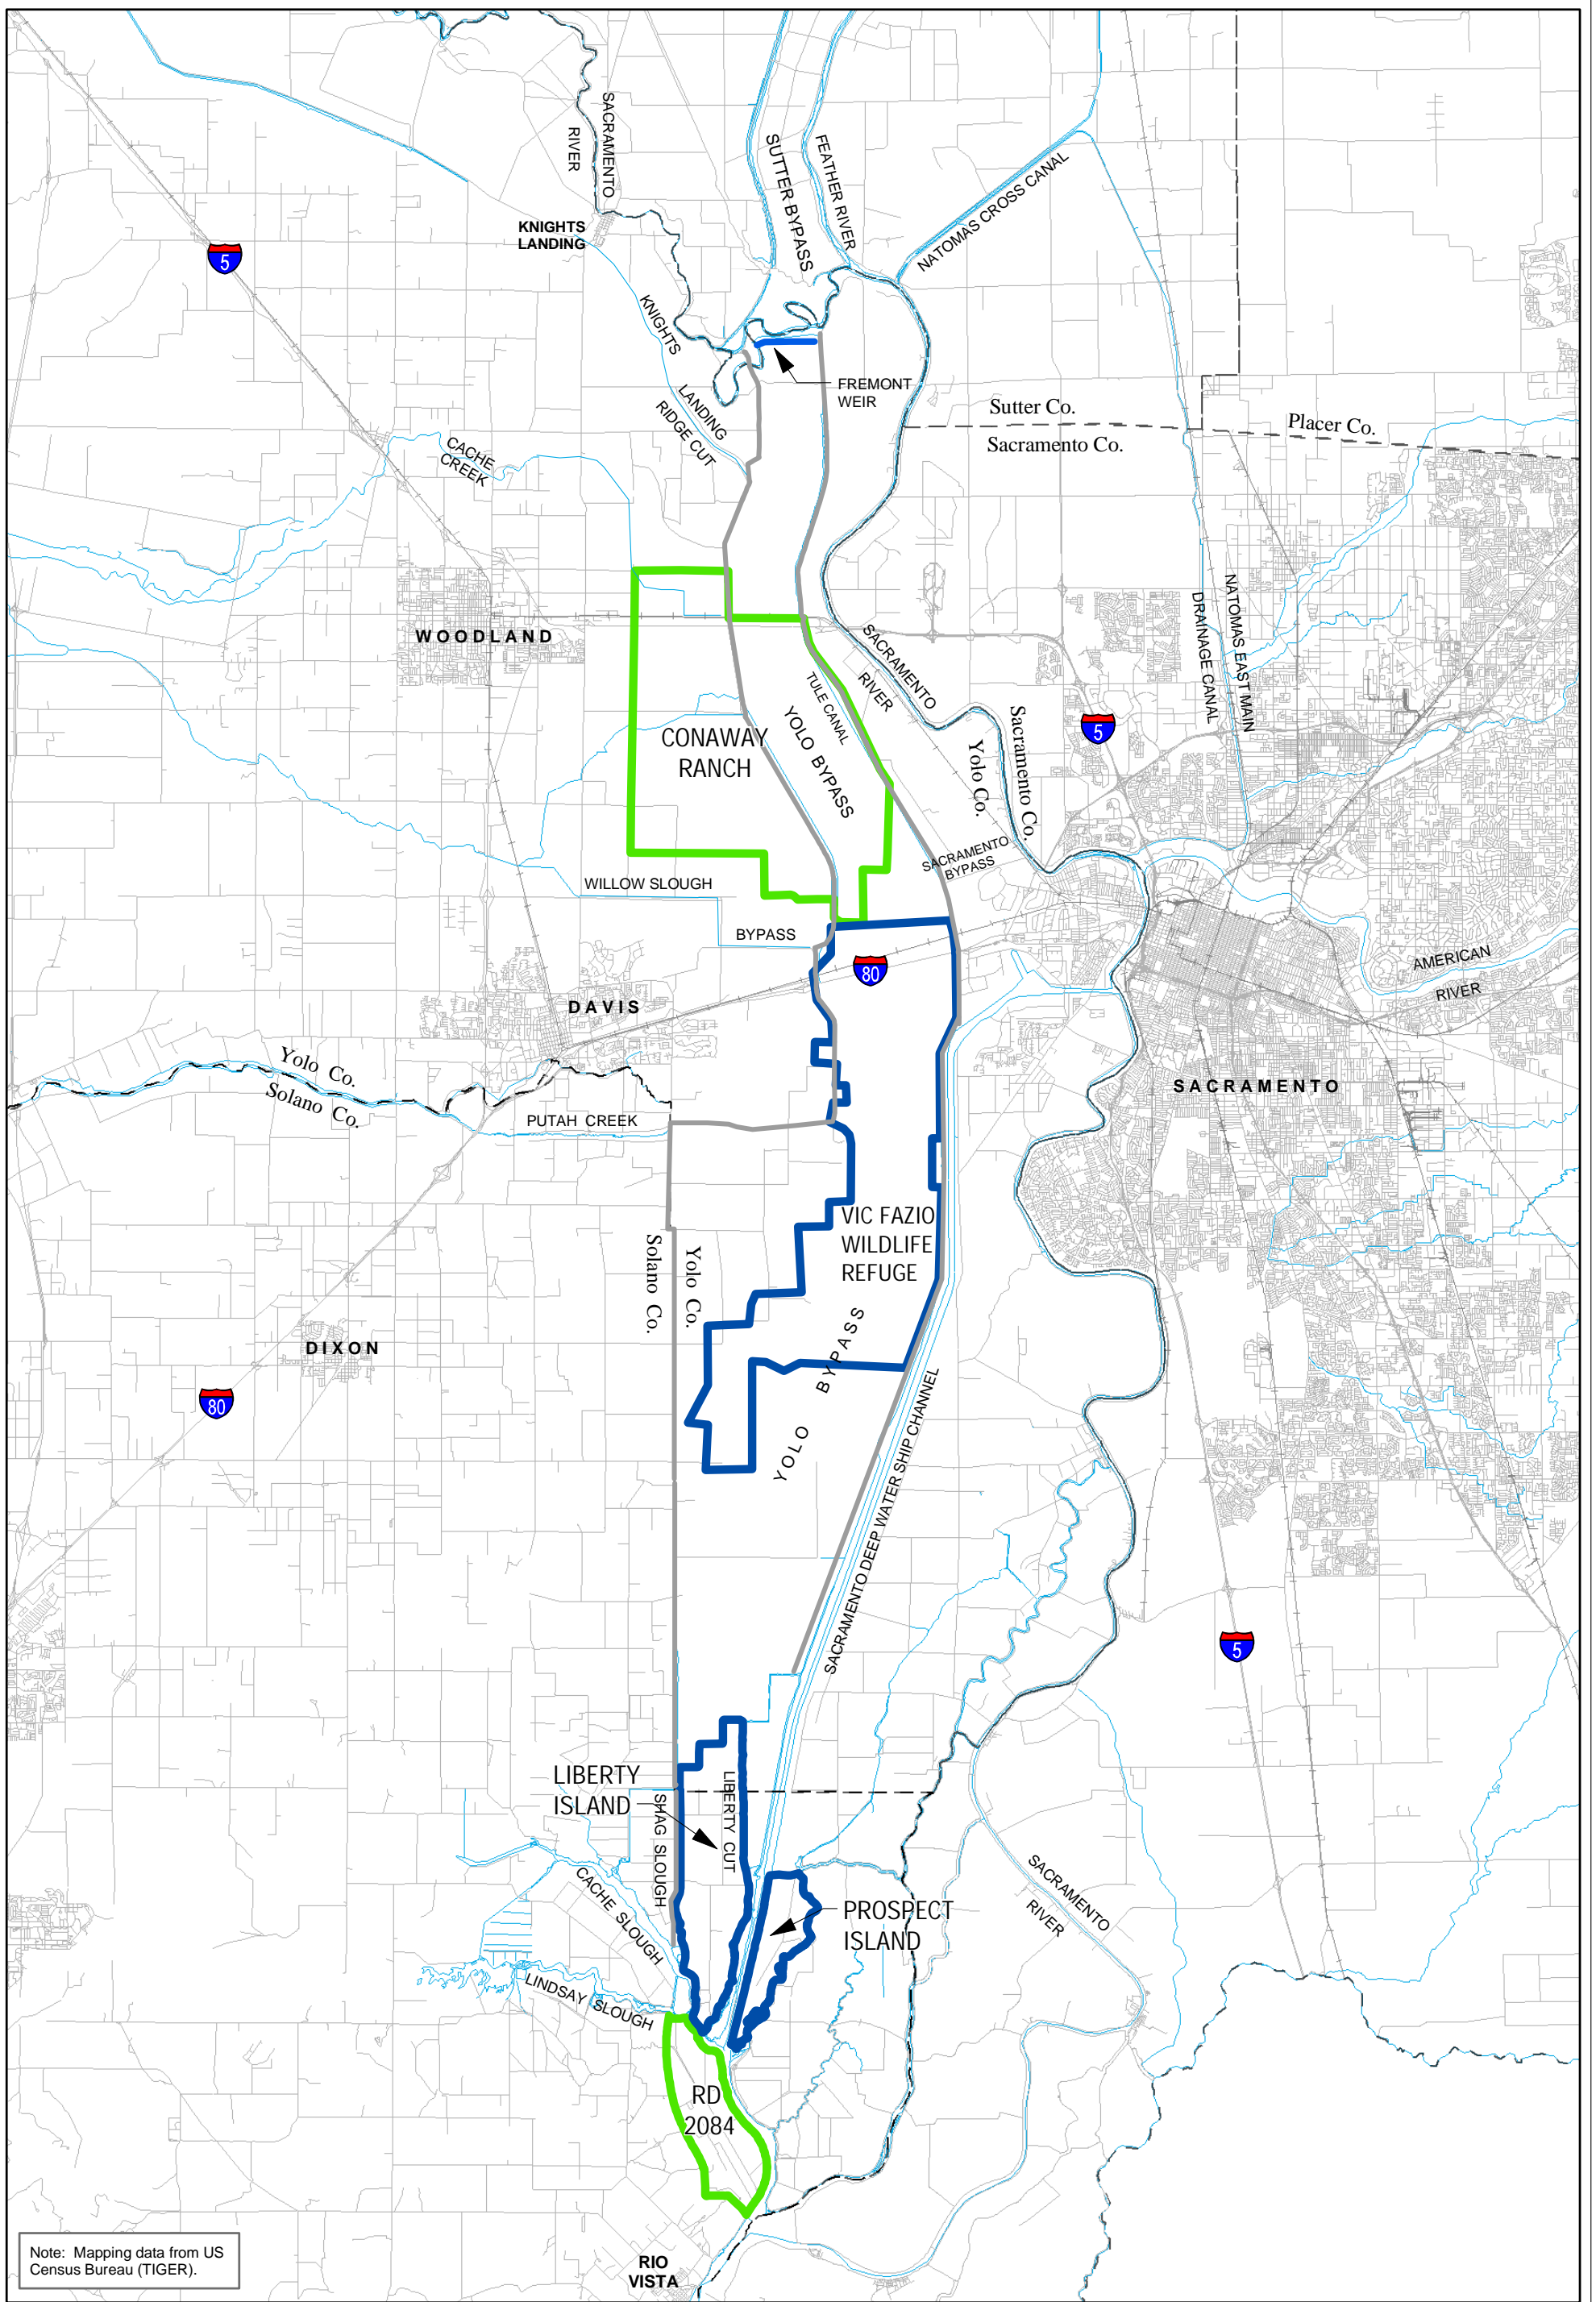 SACRAMENTO
RIVER
SUTTER BYPASS
FEATHER RIVER
NATOMAS CROSS CANAL
KNIGHTS
LANDING
5
KNIGHTS
LANDING
RIDGE CUT
FREMONT
WEIR
Sutter Co.
Sacramento Co.
Placer Co.
CACHE
CREEK
WOODLAND
SACRAMENTO
RIVER
TULE CANAL
YOLO BYPASS
CONAWAY
RANCH
NATOMAS EAST MAIN
DRAINAGE CANAL
5
Yolo Co.
Sacramento Co.
SACRAMENTO
BYPASS
WILLOW SLOUGH
BYPASS
80
AMERICAN
RIVER
DAVIS
Yolo Co.
Solano Co.
PUTAH CREEK
SACRAMENTO
VIC FAZIO
WILDLIFE
REFUGE
Solano Co.
Yolo Co.
YOLO BYPASS
DIXON
80
SACRAMENTO DEEP WATER SHIP CHANNEL
5
LIBERTY
ISLAND
SHAG SLOUGH
LIBERTY CUT
CACHE SLOUGH
PROSPECT
ISLAND
SACRAMENTO
RIVER
LINDSAY SLOUGH
RD
2084
Note: Mapping data from US
Census Bureau (TIGER).
RIO
VISTA